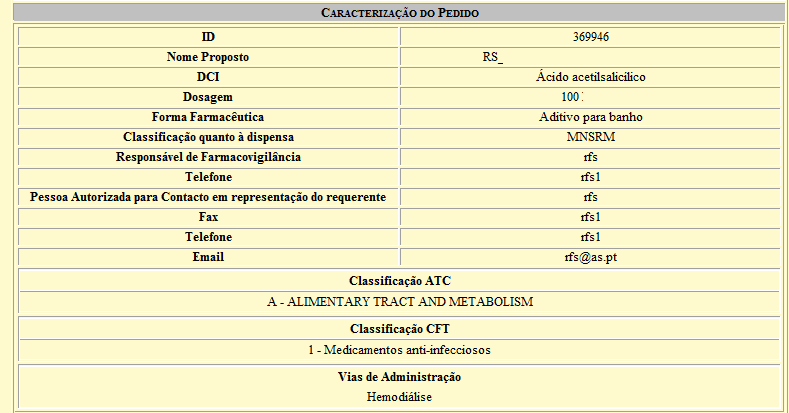 CARACTERIZAÇÃO DO PEDIDO
ID 369946
Nome Proposto RS_
DCI Ácido acetilsalicílico
Dosagem 100
Forma Farmacêutica Aditivo para banho
Classificação quanto à dispensa MNSRM
Responsável de Farmacovigilância rfs
Telefone rfs1
Pessoa Autorizada para Contacto em representação do requerente rfs
Fax rfs1
Telefone rfs1
Email rfs@as.pt
Classificação ATC
A - ALIMENTARY TRACT AND METABOLISM
Classificação CFT
1 - Medicamentos anti-infecciosos
Vias de Administração
Hemodiálise